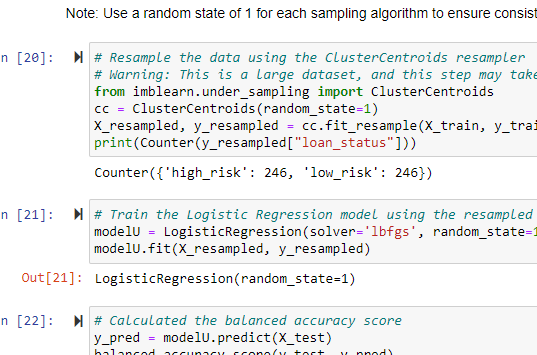 Note: Use a random state of 1 for each sampling algorithm to ensure consist
n [20]: # Resample the data using the ClusterCentroids resampler
# Warning: This is a large dataset, and this step may take
from imblearn.under_sampling import ClusterCentroids
cc = ClusterCentroids(random_state=1)
X_resampled, y_resampled = cc.fit_resample(X_train, y_trai
print(Counter(y_resampled["loan_status"]))
Counter({'high_risk': 246, 'low_risk': 246})
n [21]: # Train the Logistic Regression model using the resampled
modelU = LogisticRegression(solver='lbfgs', random_state=1
modelU.fit(X_resampled, y_resampled)
Out[21]: LogisticRegression(random_state=1)
n [22]: # Calculated the balanced accuracy score
y_pred = modelU.predict(X_test)
balanced_accuracy_score(y_test, y_pred)